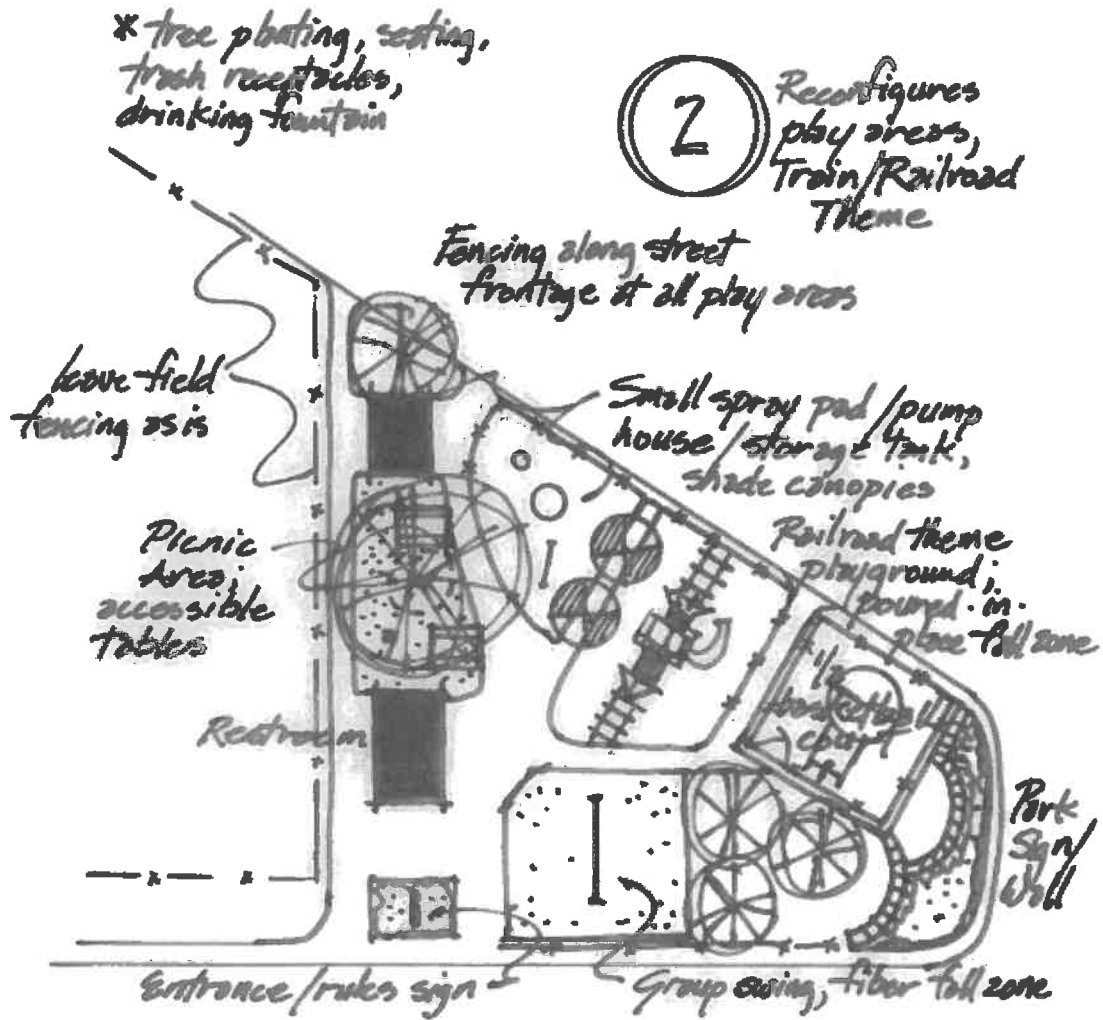 * tree planting, seating,
trash receptacles,
drinking fountain
2
Reconfigures
play areas,
Train/Railroad
Theme
Fencing along street
frontage at all play areas
leave field
fencing as is
Small spray pad/pump
house/storage tank,
shade canopies
Picnic
Area;
accessible
tables
Railroad theme
playground;
poured-in-
place fall zone
1/2
basketball
court
Restroom
Park
Sign/
Wall
Entrance/rules sign
Group swing, fiber fall zone